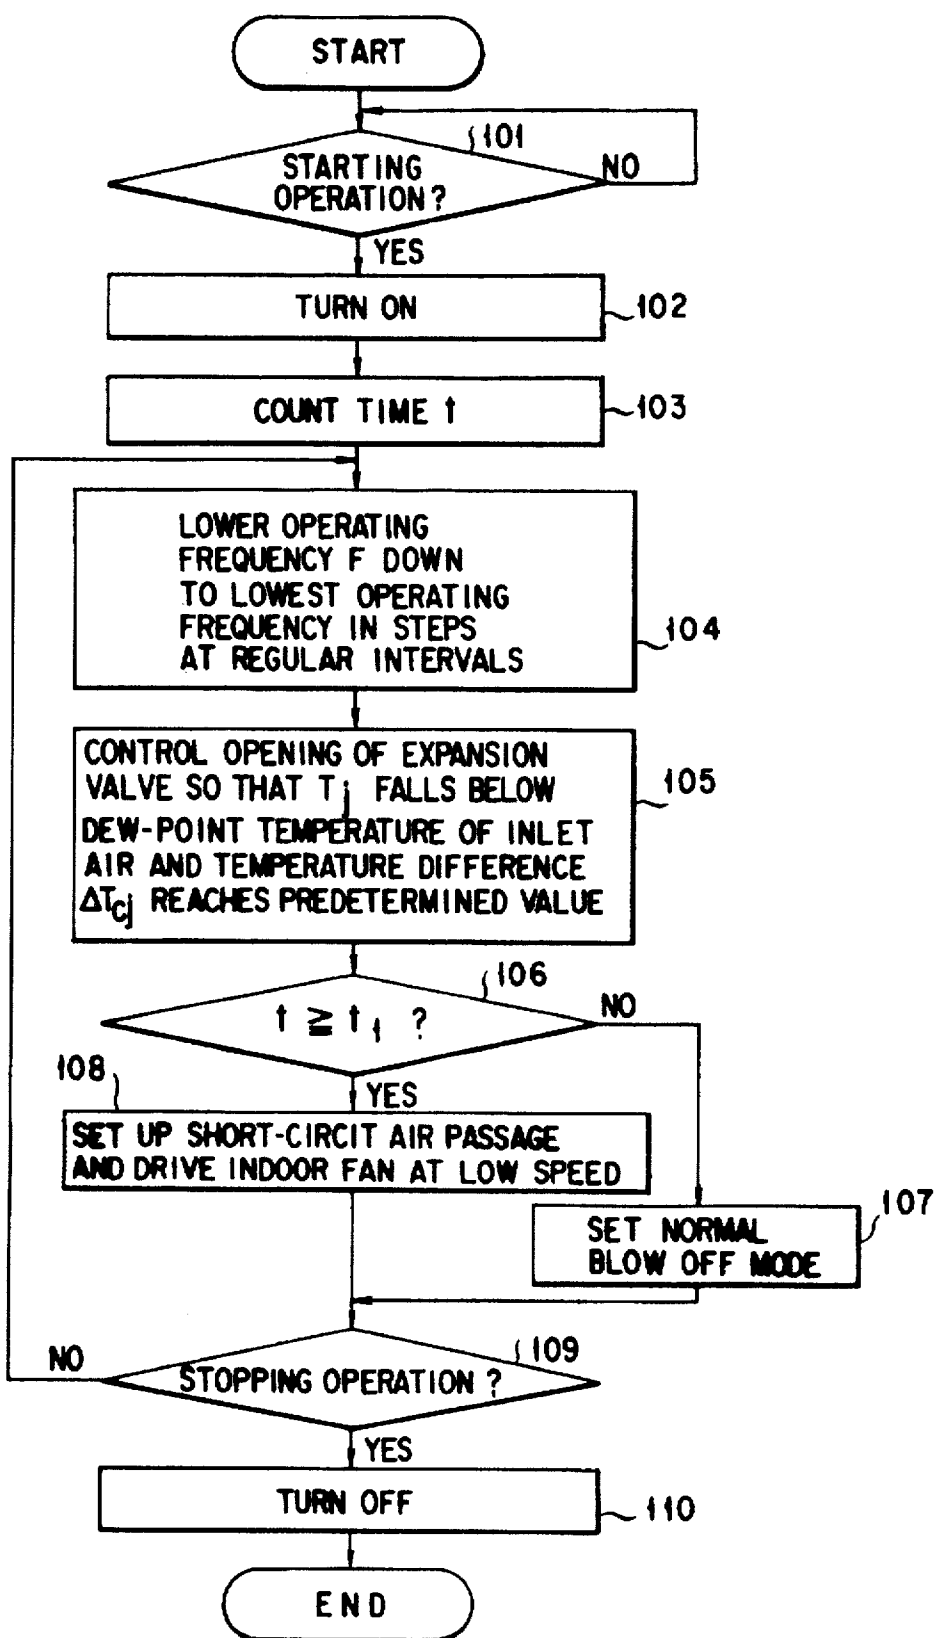 START
101
STARTING
OPERATION?
NO
YES
TURN ON
102
COUNT TIME t
103
LOWER OPERATING
FREQUENCY F DOWN
TO LOWEST OPERATING
FREQUENCY IN STEPS
AT REGULAR INTERVALS
104
CONTROL OPENING OF EXPANSION
VALVE SO THAT Tj FALLS BELOW
DEW-POINT TEMPERATURE OF INLET
AIR AND TEMPERATURE DIFFERENCE
ΔTcj REACHES PREDETERMINED VALUE
105
106
t ≧ t1 ?
NO
YES
108
SET UP SHORT-CIRCIT AIR PASSAGE
AND DRIVE INDOOR FAN AT LOW SPEED
107
SET NORMAL
BLOW OFF MODE
109
STOPPING OPERATION ?
NO
YES
TURN OFF
110
END